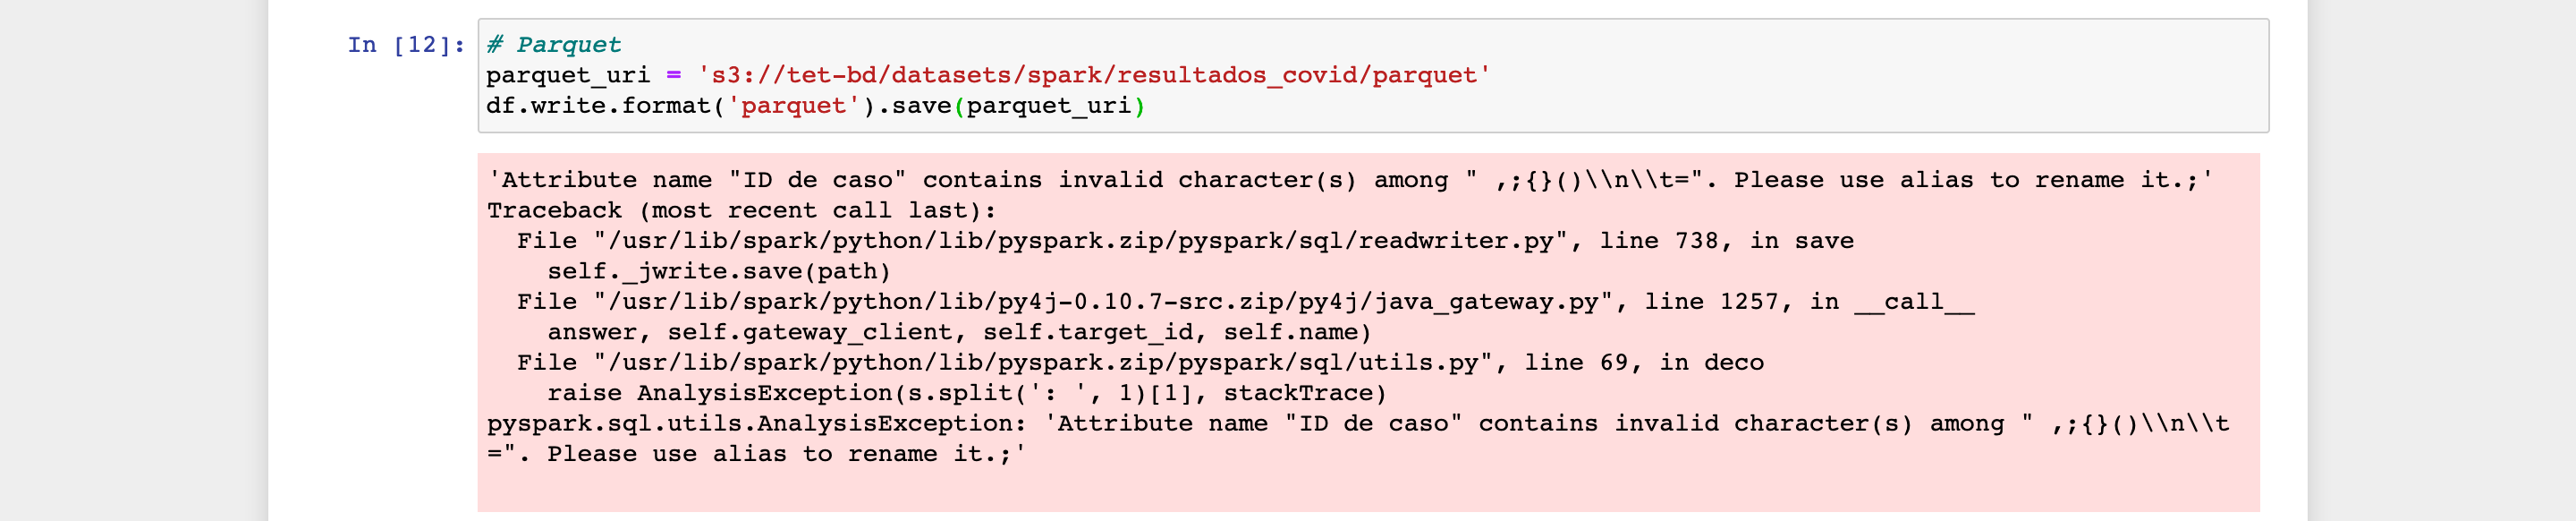 In [12]:
# Parquet
parquet_uri = 's3://tet-bd/datasets/spark/resultados_covid/parquet'
df.write.format('parquet').save(parquet_uri)
'Attribute name "ID de caso" contains invalid character(s) among " ,;{}()\\n\\t=". Please use alias to rename it.;'
Traceback (most recent call last):
  File "/usr/lib/spark/python/lib/pyspark.zip/pyspark/sql/readwriter.py", line 738, in save
    self._jwrite.save(path)
  File "/usr/lib/spark/python/lib/py4j-0.10.7-src.zip/py4j/java_gateway.py", line 1257, in __call__
    answer, self.gateway_client, self.target_id, self.name)
  File "/usr/lib/spark/python/lib/pyspark.zip/pyspark/sql/utils.py", line 69, in deco
    raise AnalysisException(s.split(': ', 1)[1], stackTrace)
pyspark.sql.utils.AnalysisException: 'Attribute name "ID de caso" contains invalid character(s) among " ,;{}()\\n\\t
=". Please use alias to rename it.;'